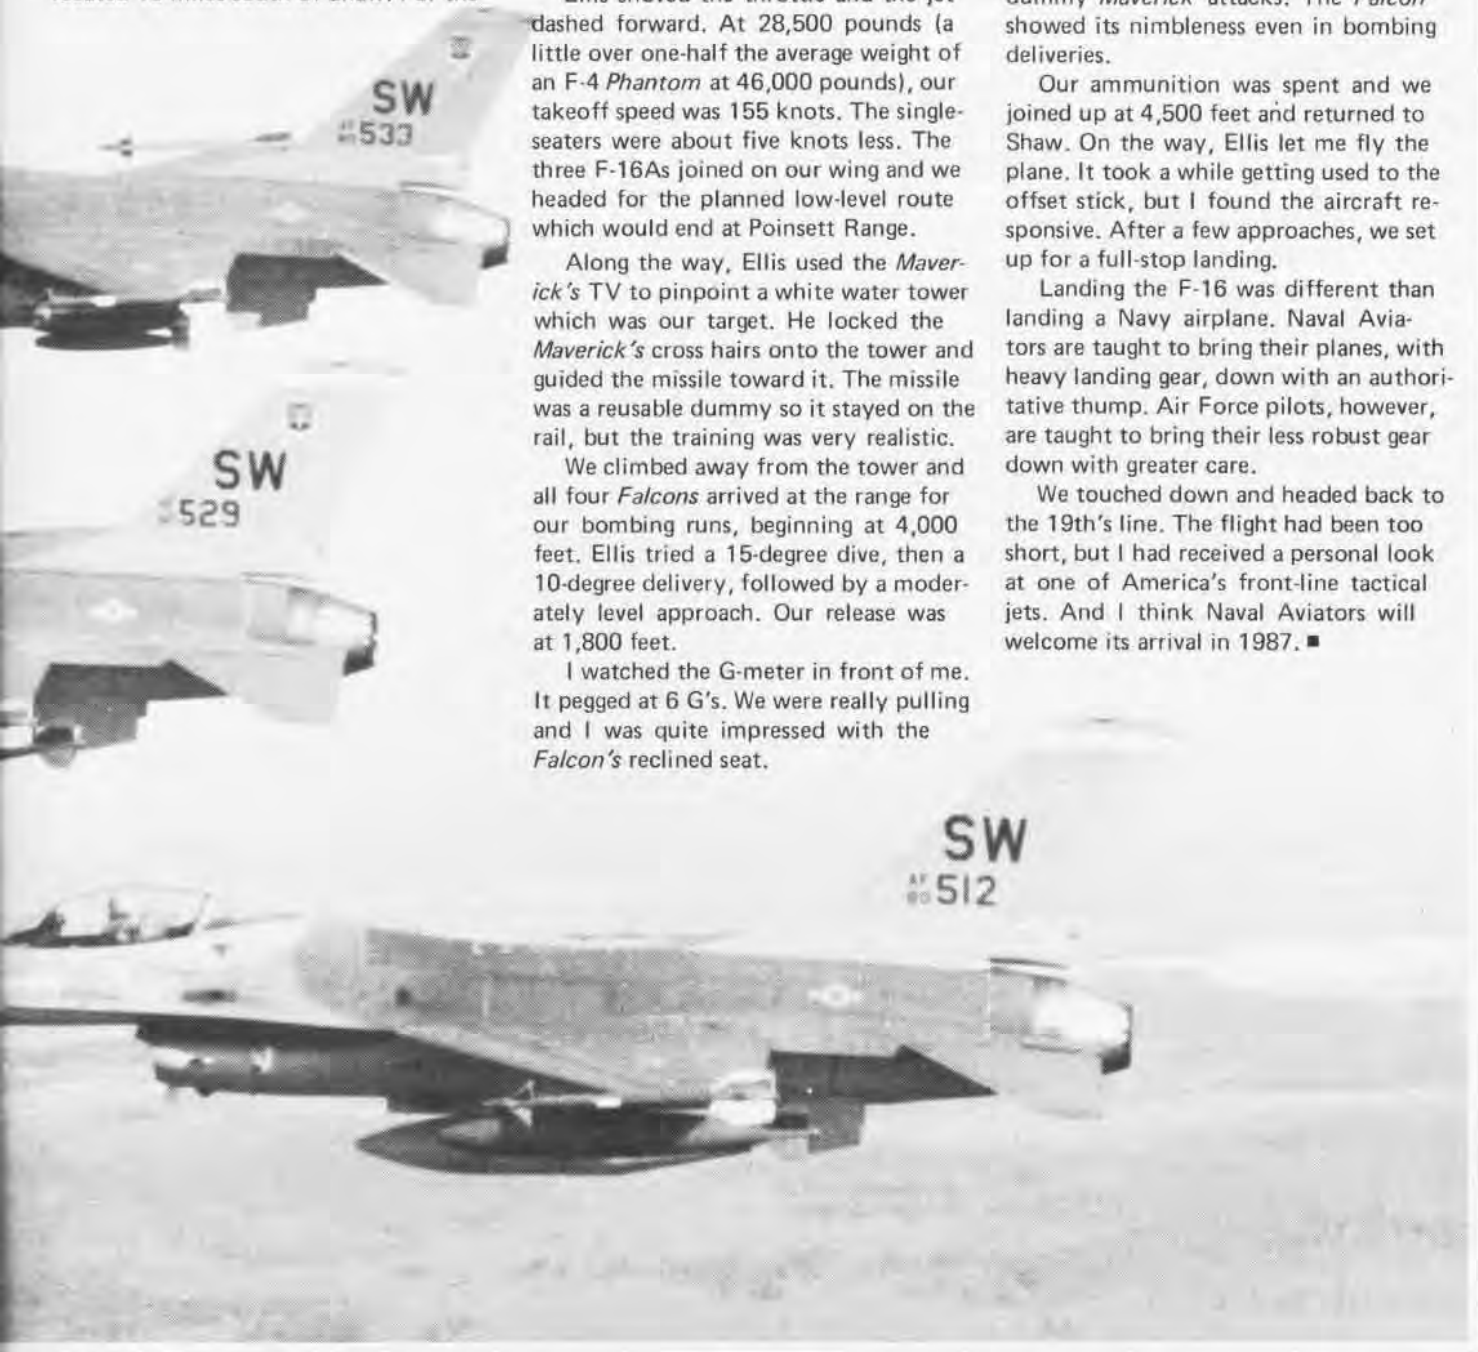 dashed forward. At 28,500 pounds (a
little over one-half the average weight of
an F-4 Phantom at 46,000 pounds), our
takeoff speed was 155 knots. The single-
seaters were about five knots less. The
three F-16As joined on our wing and we
headed for the planned low-level route
which would end at Poinsett Range.
Along the way, Ellis used the Maver-
ick's TV to pinpoint a white water tower
which was our target. He locked the
Maverick's cross hairs onto the tower and
guided the missile toward it. The missile
was a reusable dummy so it stayed on the
rail, but the training was very realistic.
We climbed away from the tower and
all four Falcons arrived at the range for
our bombing runs, beginning at 4,000
feet. Ellis tried a 15-degree dive, then a
10-degree delivery, followed by a moder-
ately level approach. Our release was
at 1,800 feet.
I watched the G-meter in front of me.
It pegged at 6 G's. We were really pulling
and I was quite impressed with the
Falcon's reclined seat.
dummy Maverick attacks. The Falcon
showed its nimbleness even in bombing
deliveries.
Our ammunition was spent and we
joined up at 4,500 feet and returned to
Shaw. On the way, Ellis let me fly the
plane. It took a while getting used to the
offset stick, but I found the aircraft re-
sponsive. After a few approaches, we set
up for a full-stop landing.
Landing the F-16 was different than
landing a Navy airplane. Naval Avia-
tors are taught to bring their planes, with
heavy landing gear, down with an authori-
tative thump. Air Force pilots, however,
are taught to bring their less robust gear
down with greater care.
We touched down and headed back to
the 19th's line. The flight had been too
short, but I had received a personal look
at one of America's front-line tactical
jets. And I think Naval Aviators will
welcome its arrival in 1987. ■
SW
533
SW
529
SW
AF
80 512